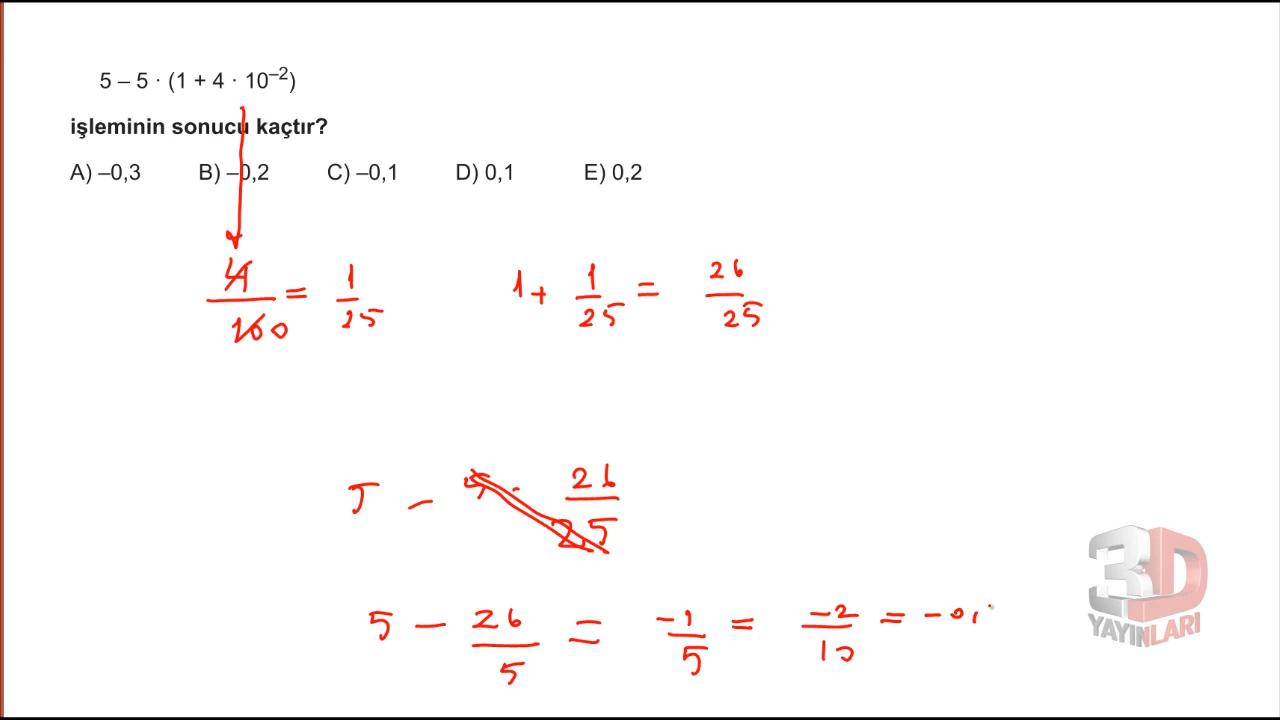 5 – 5 · (1 + 4 · 10⁻²)
işleminin sonucu kaçtır?
A) –0,3 B) –0,2 C) –0,1 D) 0,1 E) 0,2
4/100 = 1/25 1 + 1/25 = 26/25
5 – 5 · 26/25
5 – 26/5 = -1/5 = -2/10 = -0,
3D
YAYINLARI